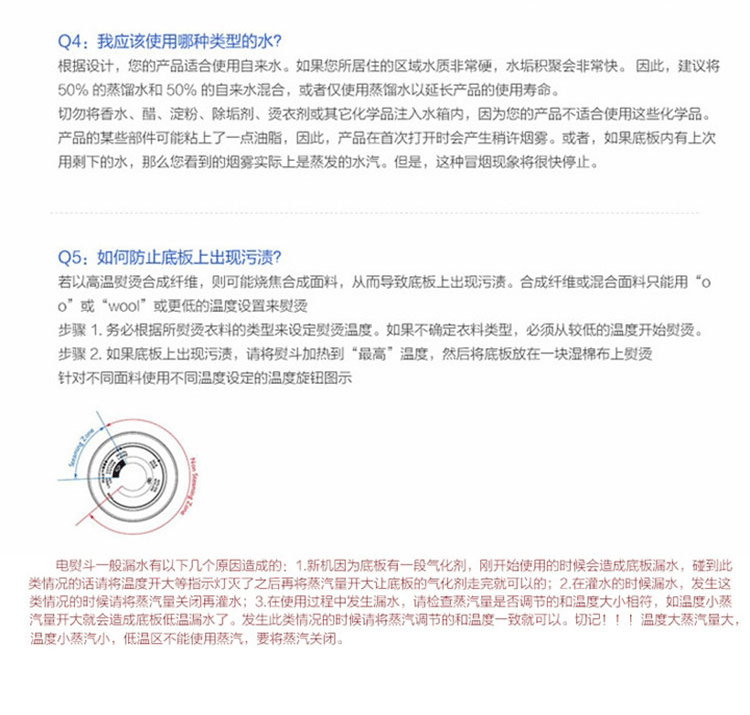 Q4：我应该使用哪种类型的水？
根据设计，您的产品适合使用自来水。如果您所居住的区域水质非常硬，水垢积聚会非常快。 因此，建议将
50% 的蒸馏水和 50% 的自来水混合，或者仅使用蒸馏水以延长产品的使用寿命。
切勿将香水、醋、淀粉、除垢剂、烫衣剂或其它化学品注入水箱内，因为您的产品不适合使用这些化学品。
产品的某些部件可能粘上了一点油脂，因此，产品在首次打开时会产生稍许烟雾。或者，如果底板内有上次
用剩下的水，那么您看到的烟雾实际上是蒸发的水汽。但是，这种冒烟现象将很快停止。
Q5：如何防止底板上出现污渍？
若以高温熨烫合成纤维，则可能烧焦合成面料，从而导致底板上出现污渍。合成纤维或混合面料只能用“o
o”或“wool”或更低的温度设置来熨烫
步骤 1. 务必根据所熨烫衣料的类型来设定熨烫温度。如果不确定衣料类型，必须从较低的温度开始熨烫。
步骤 2. 如果底板上出现污渍，请将熨斗加热到“最高”温度，然后将底板放在一块湿棉布上熨烫
针对不同面料使用不同温度设定的温度旋钮图示
Steaming Zone
Non Steaming Zone
电熨斗一般漏水有以下几个原因造成的：1.新机因为底板有一段气化剂，刚开始使用的时候会造成底板漏水，碰到此
类情况的话请将温度开大等指示灯灭了之后再将蒸汽量开大让底板的气化剂走完就可以的；2.在灌水的时候漏水，发生这
类情况的时候请将蒸汽量关闭再灌水；3.在使用过程中发生漏水，请检查蒸汽量是否调节的和温度大小相符，如温度小蒸
汽量开大就会造成底板低温漏水了。发生此类情况的时候请将蒸汽调节的和温度一致就可以。切记！！！温度大蒸汽量大，
温度小蒸汽小，低温区不能使用蒸汽，要将蒸汽关闭。